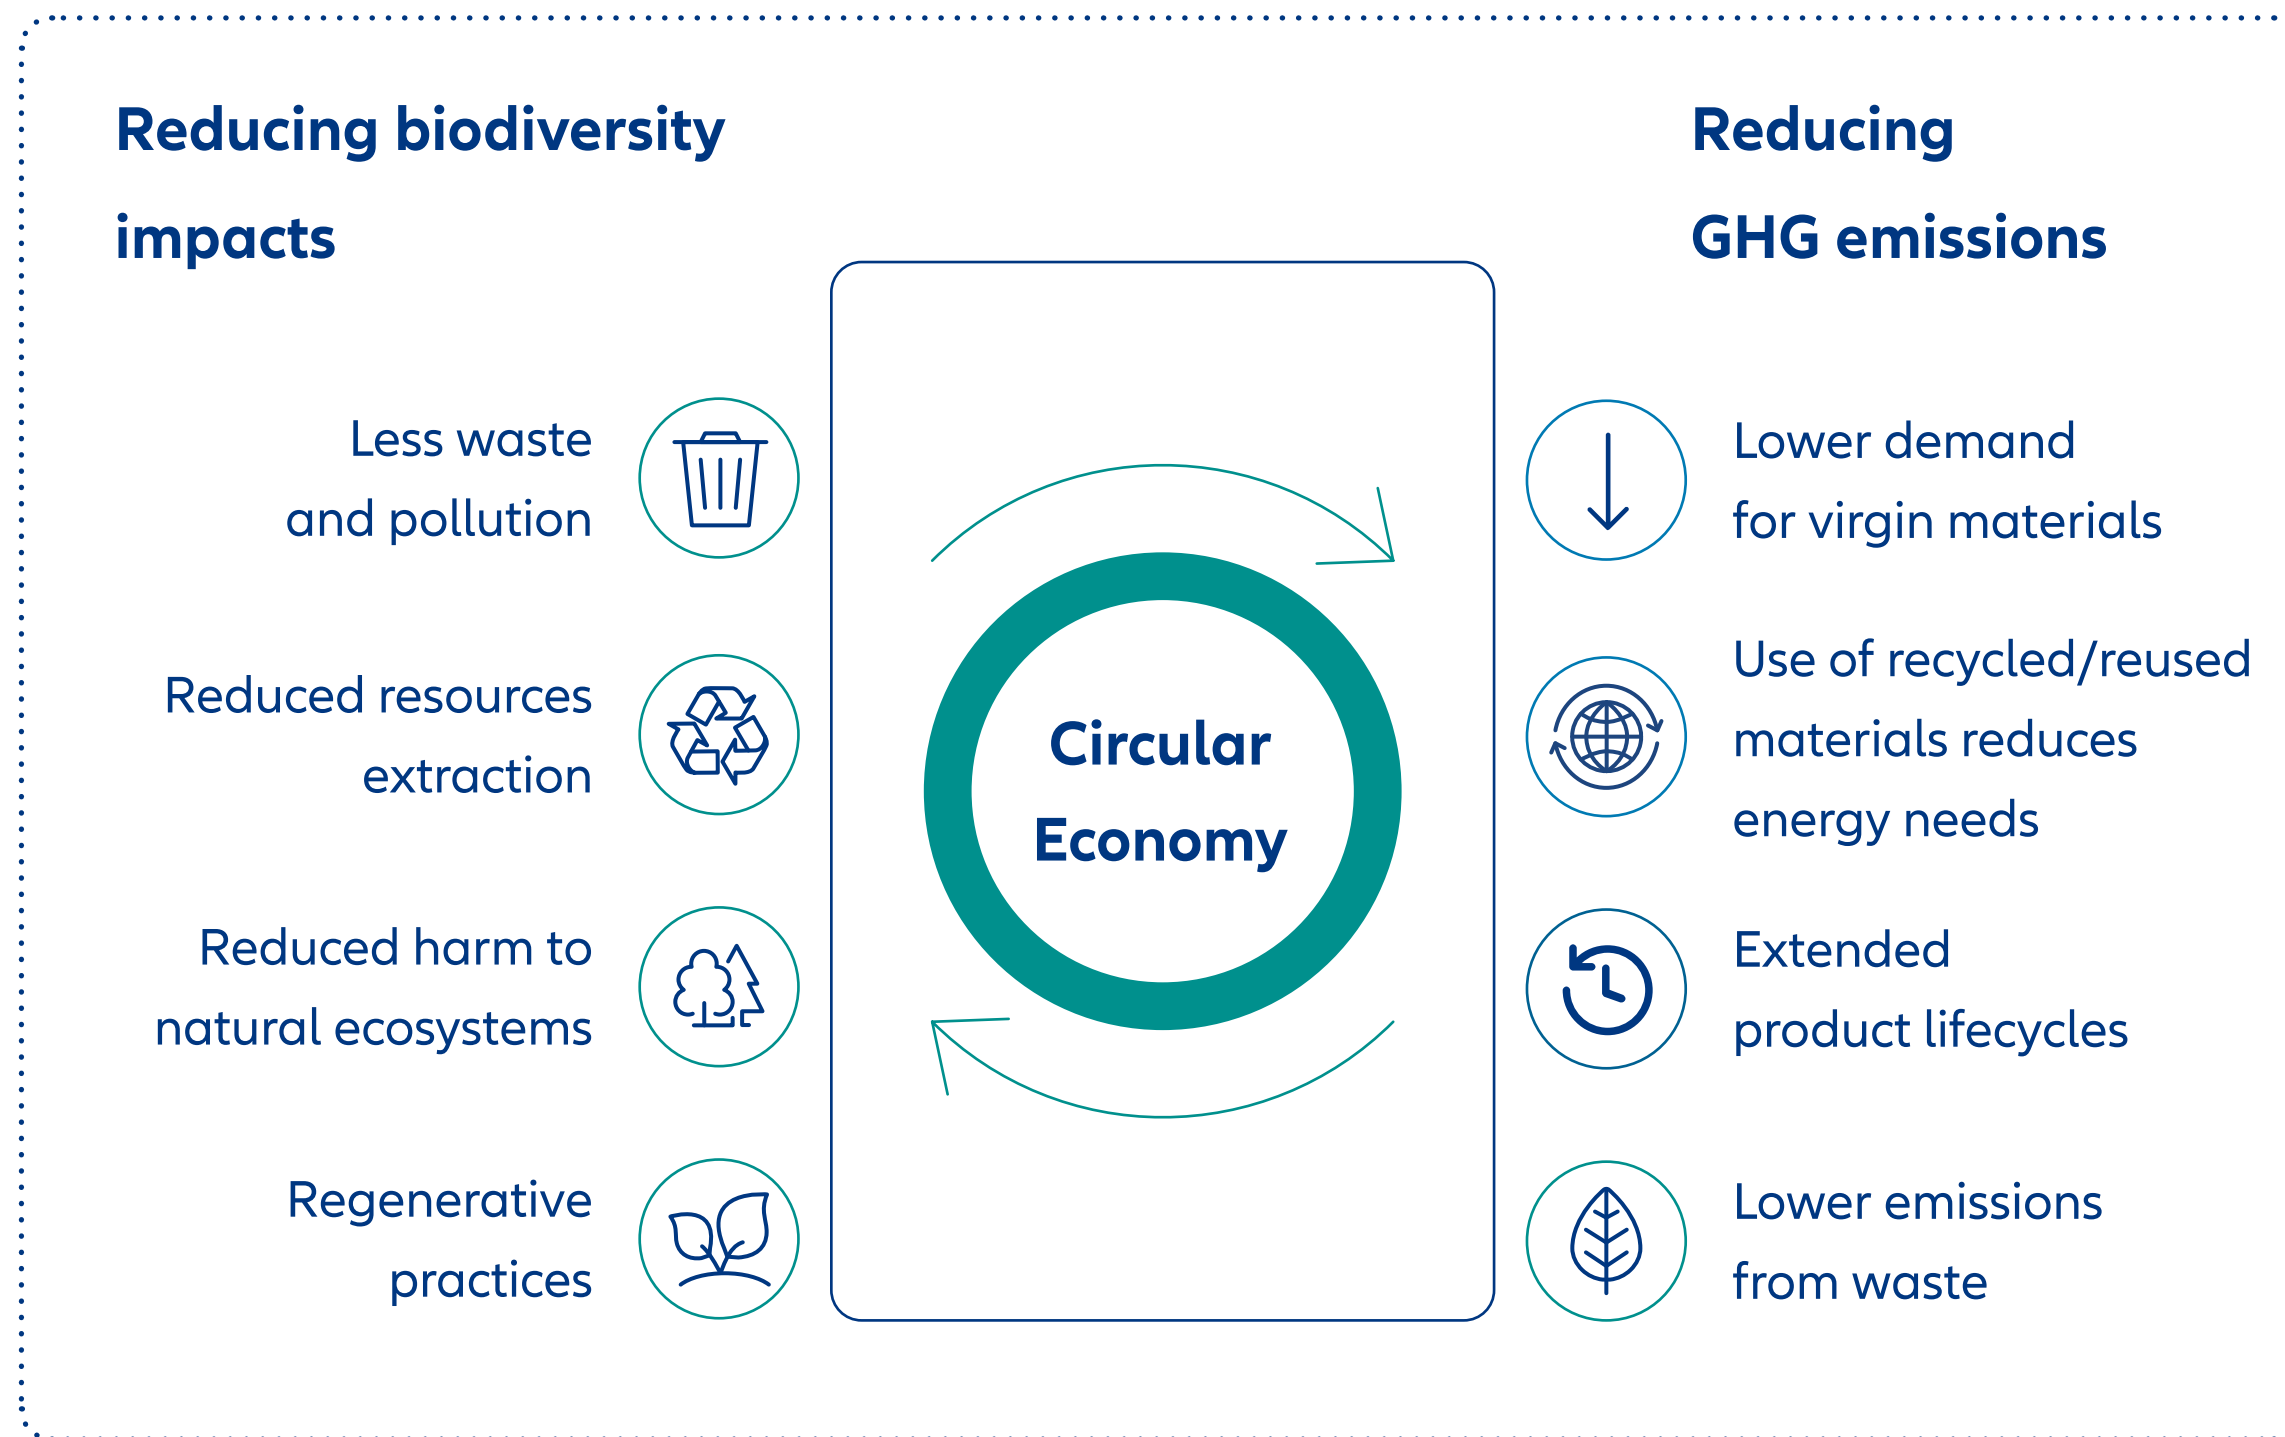 Reducing biodiversity
impacts
Less waste
and pollution
Reduced resources
extraction
Reduced harm to
natural ecosystems
Regenerative
practices
Circular
Economy
Reducing
GHG emissions
Lower demand
for virgin materials
Use of recycled/reused
materials reduces
energy needs
Extended
product lifecycles
Lower emissions
from waste